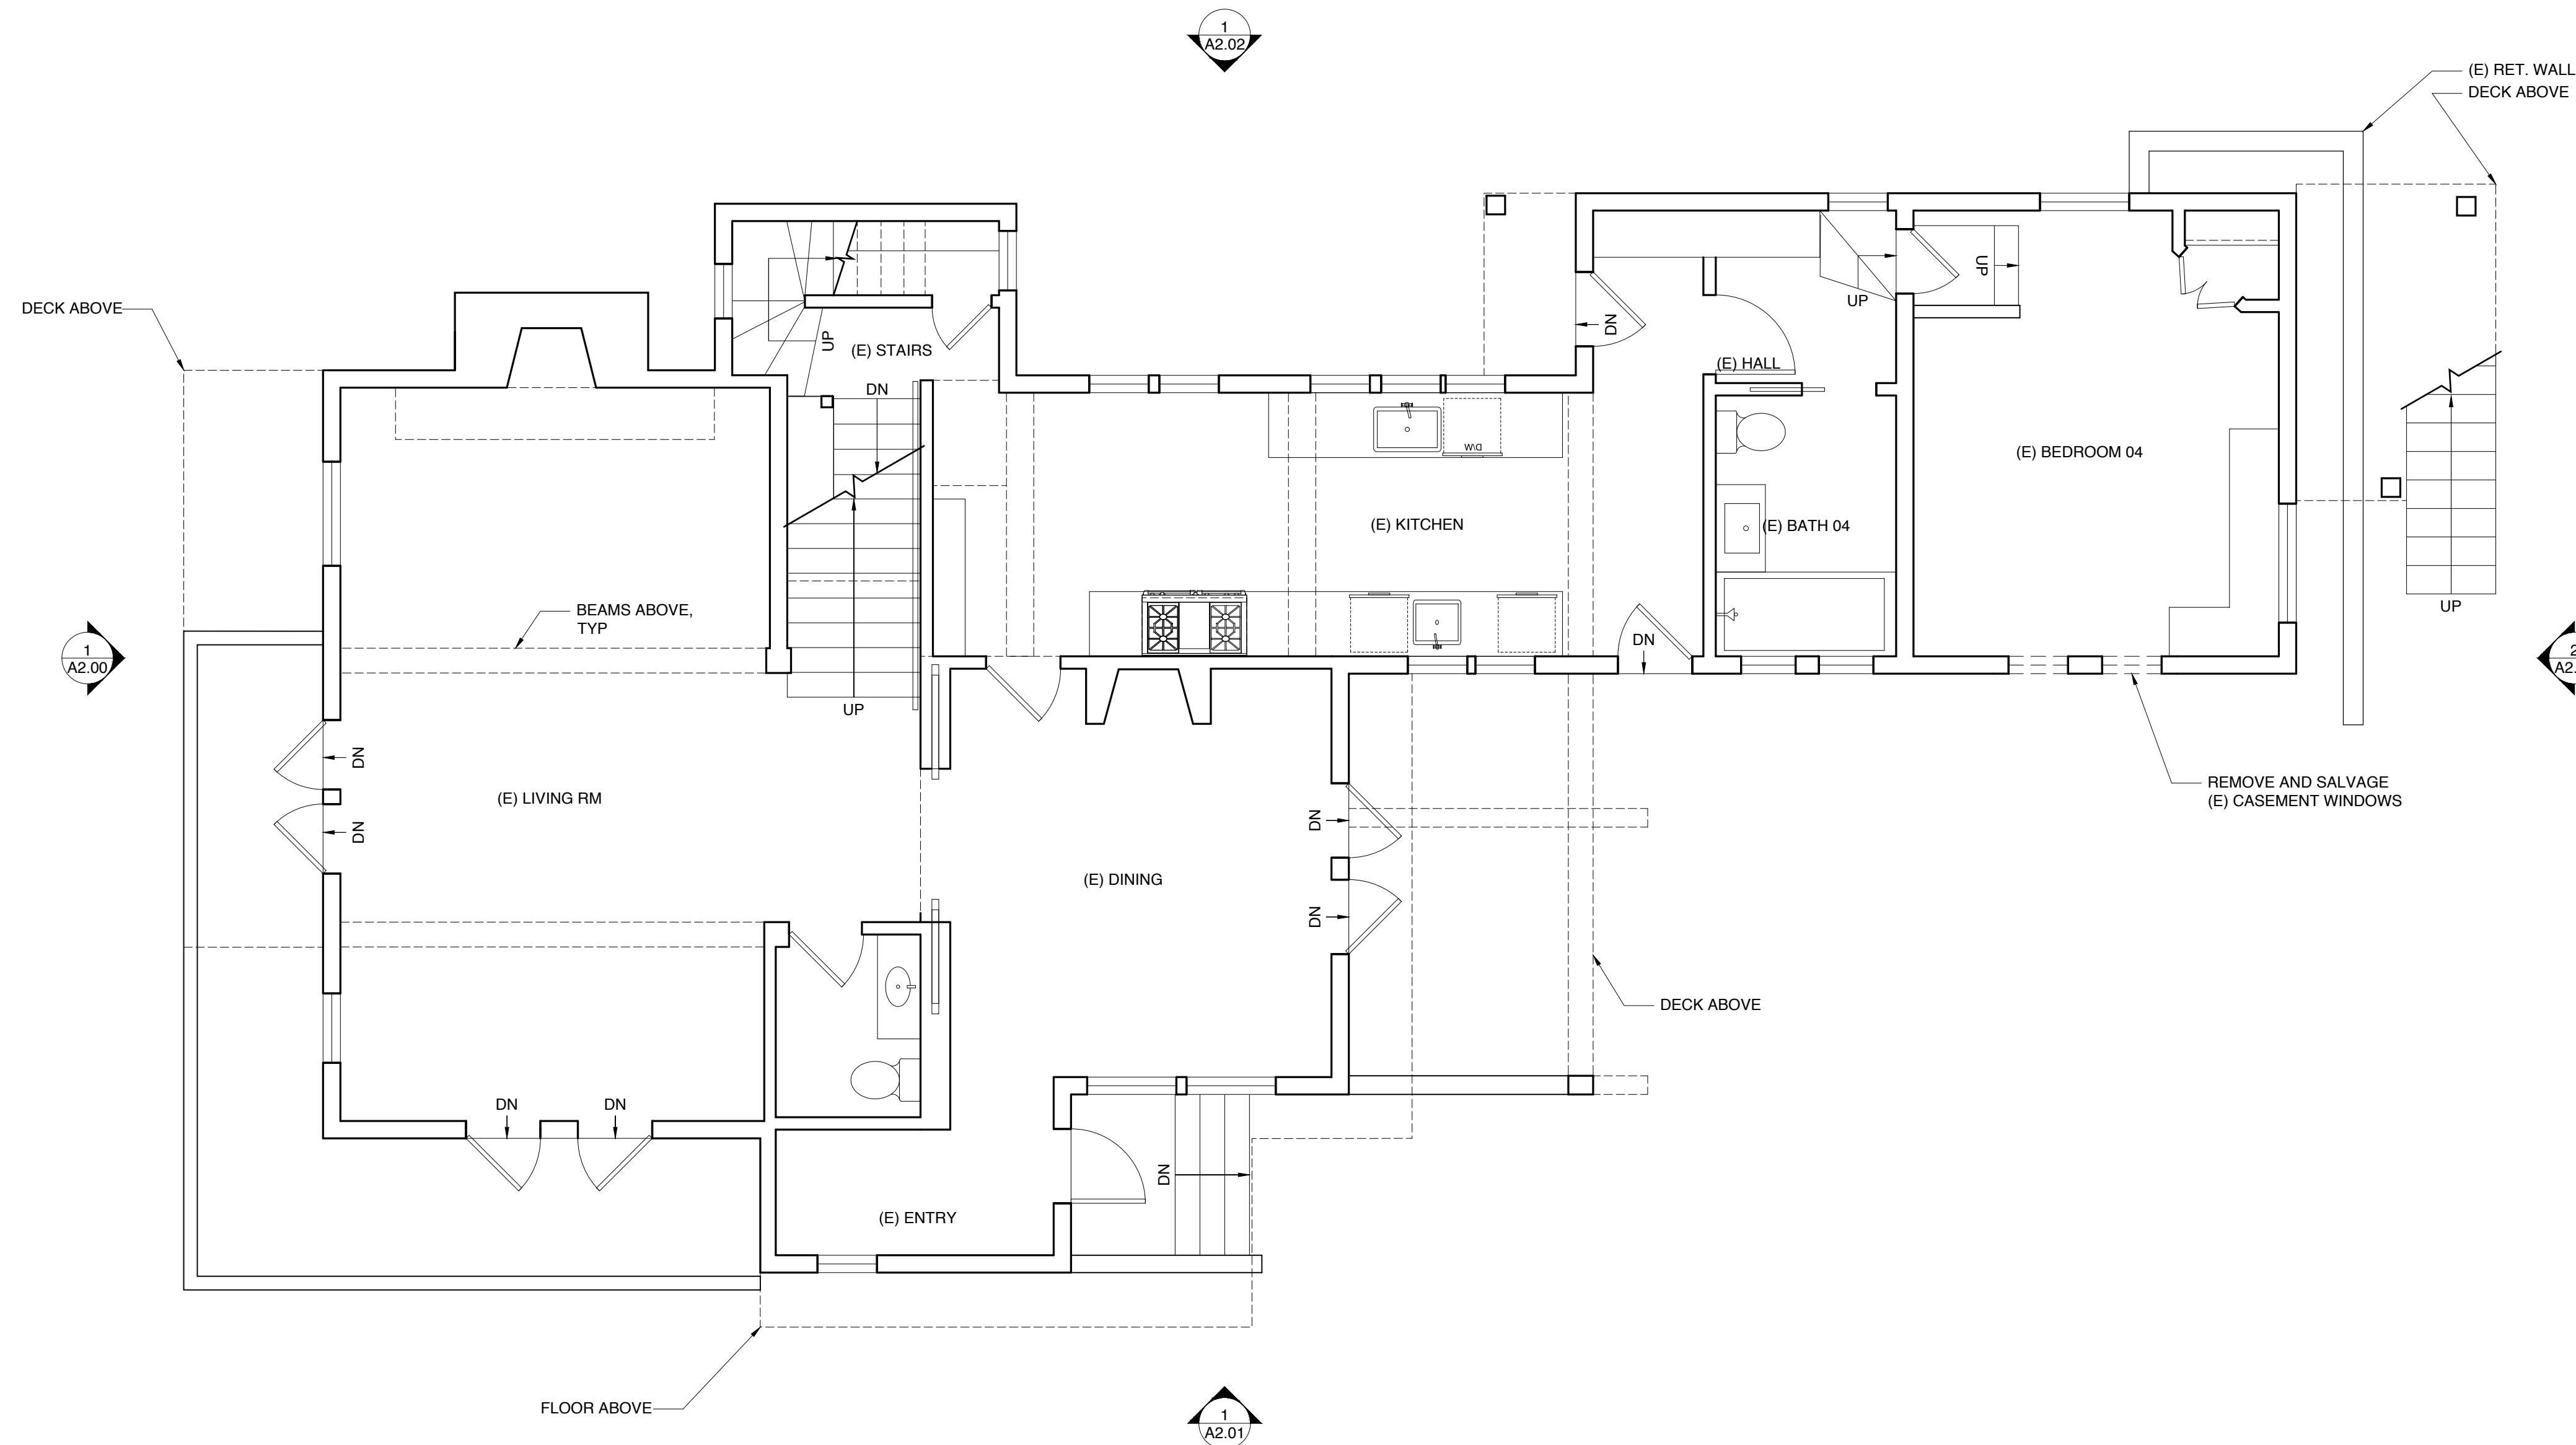 1
A2.02
(E) RET. WALL
DECK ABOVE
DECK ABOVE
UP
(E) STAIRS
DN
DN
UP
UP
(E) HALL
(E) BEDROOM 04
D\W
(E) KITCHEN
(E) BATH 04
BEAMS ABOVE,
TYP
UP
DN
1
A2.00
2
UP
DN
DN
(E) LIVING RM
REMOVE AND SALVAGE
(E) CASEMENT WINDOWS
DN
(E) DINING
DN
DECK ABOVE
DN
DN
DN
(E) ENTRY
FLOOR ABOVE
1
A2.01